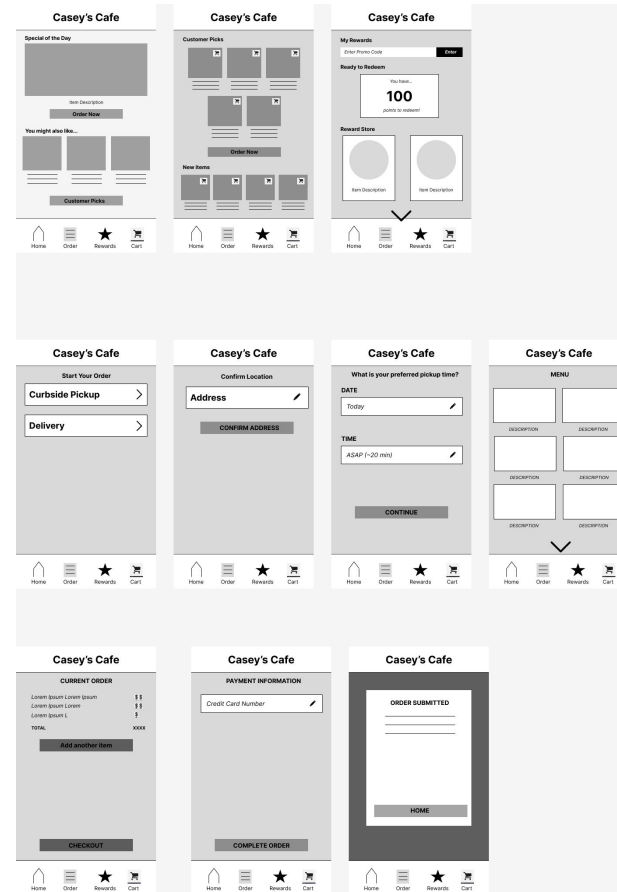 Casey's Cafe
Special of the Day
Item Description
Order Now
You might also like...
Customer Picks
Home Order Rewards Cart
Casey's Cafe
Customer Picks
Order Now
New items
Home Order Rewards Cart
Casey's Cafe
My Rewards
Enter Promo Code Enter
Ready to Redeem
You have...
100
points to redeem!
Reward Store
Item Description Item Description
Home Order Rewards Cart
Casey's Cafe
Start Your Order
Curbside Pickup
Delivery
Home Order Rewards Cart
Casey's Cafe
Confirm Location
Address
CONFIRM ADDRESS
Home Order Rewards Cart
Casey's Cafe
What is your preferred pickup time?
DATE
Today
TIME
ASAP (~20 min)
CONTINUE
Home Order Rewards Cart
Casey's Cafe
MENU
DESCRIPTION DESCRIPTION
DESCRIPTION DESCRIPTION
DESCRIPTION DESCRIPTION
Home Order Rewards Cart
Casey's Cafe
CURRENT ORDER
Lorem Ipsum Lorem Ipsum $ $
Lorem Ipsum Lorem $ $
Lorem Ipsum L $
TOTAL XXXX
Add another item
CHECKOUT
Home Order Rewards Cart
Casey's Cafe
PAYMENT INFORMATION
Credit Card Number
COMPLETE ORDER
Home Order Rewards Cart
Casey's Cafe
ORDER SUBMITTED
HOME
Home Order Rewards Cart